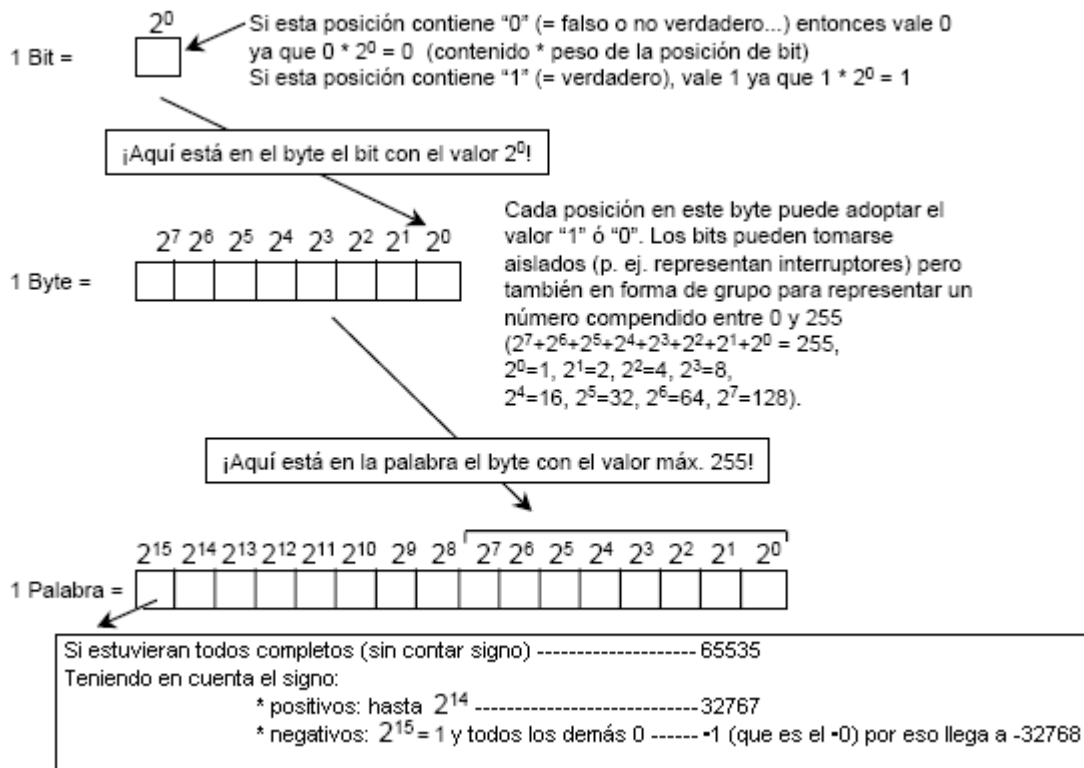 2⁰
Si esta posición contiene “0” (= falso o no verdadero...) entonces vale 0
ya que 0 * 2⁰ = 0 (contenido * peso de la posición de bit)
Si esta posición contiene “1” (= verdadero), vale 1 ya que 1 * 2⁰ = 1
1 Bit =
¡Aquí está en el byte el bit con el valor 2⁰!
2⁷ 2⁶ 2⁵ 2⁴ 2³ 2² 2¹ 2⁰
1 Byte =
Cada posición en este byte puede adoptar el
valor “1” ó “0”. Los bits pueden tomarse
aislados (p. ej. representan interruptores) pero
también en forma de grupo para representar un
número compendido entre 0 y 255
(2⁷+2⁶+2⁵+2⁴+2³+2²+2¹+2⁰ = 255,
2⁰=1, 2¹=2, 2²=4, 2³=8,
2⁴=16, 2⁵=32, 2⁶=64, 2⁷=128).
¡Aquí está en la palabra el byte con el valor máx. 255!
2¹⁵ 2¹⁴ 2¹³ 2¹² 2¹¹ 2¹⁰ 2⁹ 2⁸ 2⁷ 2⁶ 2⁵ 2⁴ 2³ 2² 2¹ 2⁰
1 Palabra =
Si estuvieran todos completos (sin contar signo) -------------------- 65535
Teniendo en cuenta el signo:
* positivos: hasta 2¹⁴ ---------------------------- 32767
* negativos: 2¹⁵ = 1 y todos los demás 0 ------ -1 (que es el -0) por eso llega a -32768